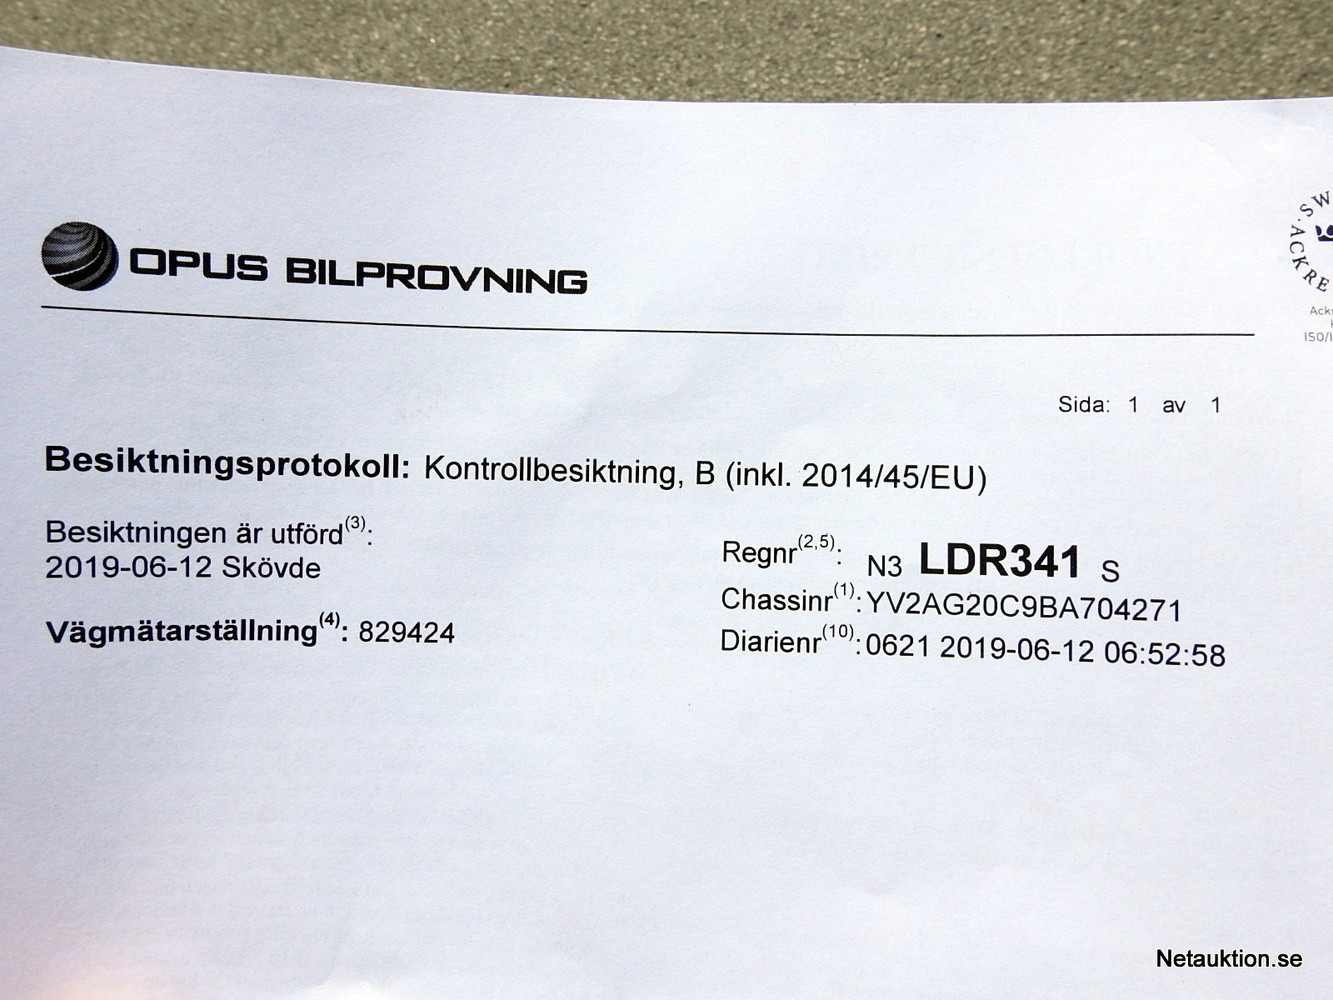 OPUS BILPROVNING
Sida: 1 av 1
Besiktningsprotokoll: Kontrollbesiktning, B (inkl. 2014/45/EU)
Besiktningen är utförd(3):
2019-06-12 Skövde
Vägmätarställning(4): 829424
Regnr(2,5): N3 LDR341 S
Chassinr(1): YV2AG20C9BA704271
Diarienr(10): 0621 2019-06-12 06:52:58
Netauktion.se